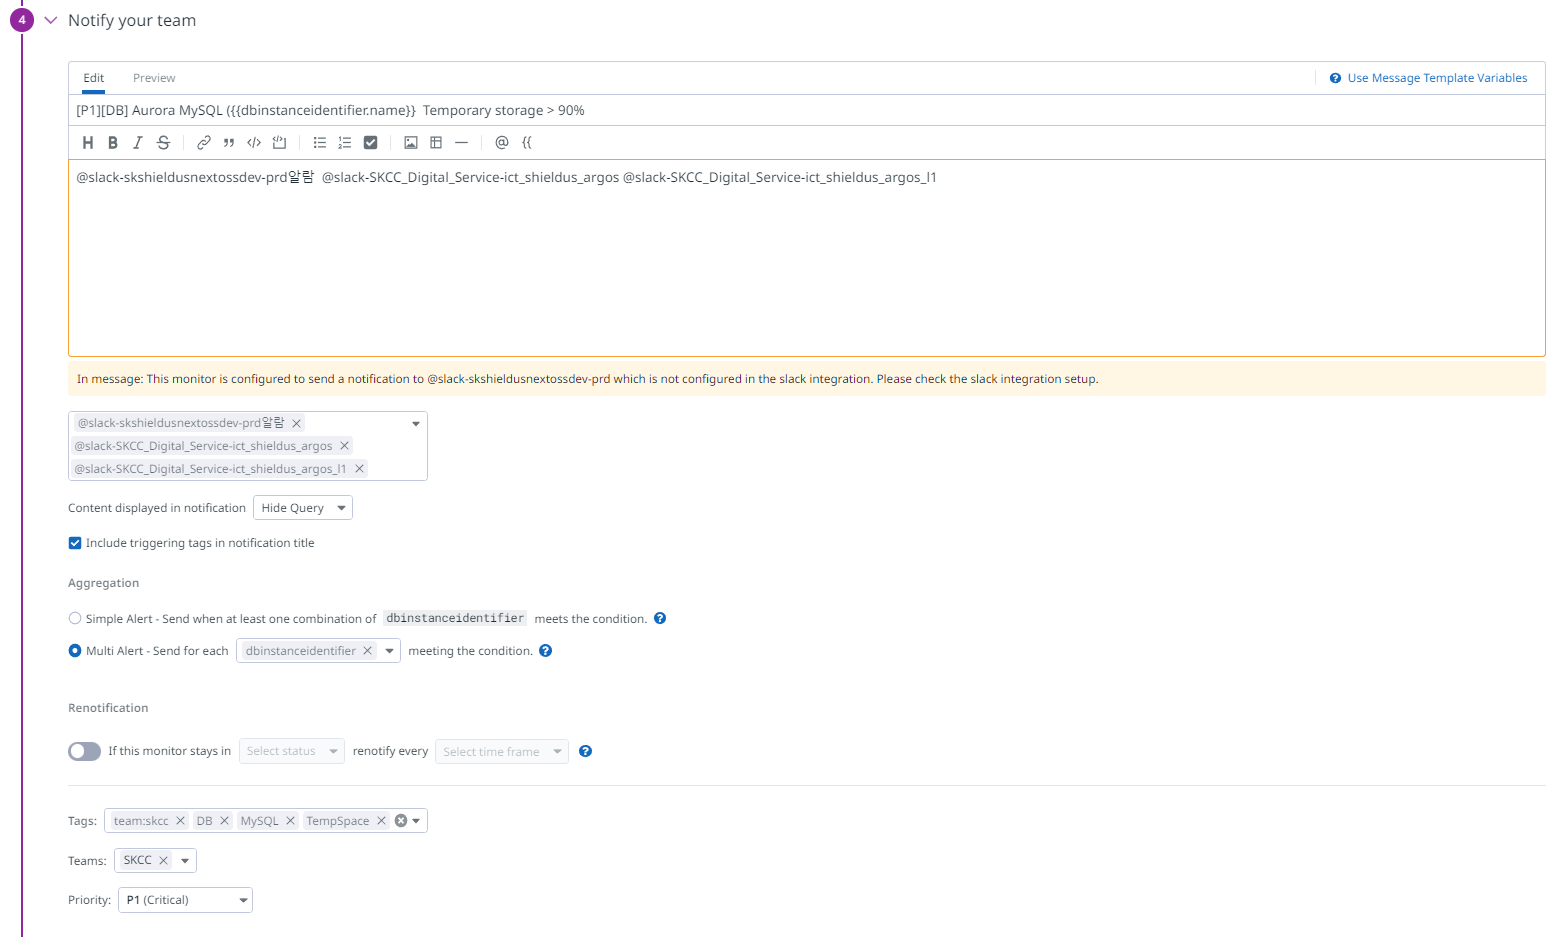 4 Notify your team
Edit Preview Use Message Template Variables
[P1][DB] Aurora MySQL ({{dbinstanceidentifier.name}}  Temporary storage > 90%
H B I S </> @ {{
@slack-skshieldusnextossdev-prd알람  @slack-SKCC_Digital_Service-ict_shieldus_argos @slack-SKCC_Digital_Service-ict_shieldus_argos_l1
In message: This monitor is configured to send a notification to @slack-skshieldusnextossdev-prd which is not configured in the slack integration. Please check the slack integration setup.
@slack-skshieldusnextossdev-prd알람
@slack-SKCC_Digital_Service-ict_shieldus_argos
@slack-SKCC_Digital_Service-ict_shieldus_argos_l1
Content displayed in notification Hide Query
Include triggering tags in notification title
Aggregation
Simple Alert - Send when at least one combination of dbinstanceidentifier meets the condition.
Multi Alert - Send for each dbinstanceidentifier meeting the condition.
Renotification
If this monitor stays in Select status renotify every Select time frame
Tags: team:skcc DB MySQL TempSpace
Teams: SKCC
Priority: P1 (Critical)